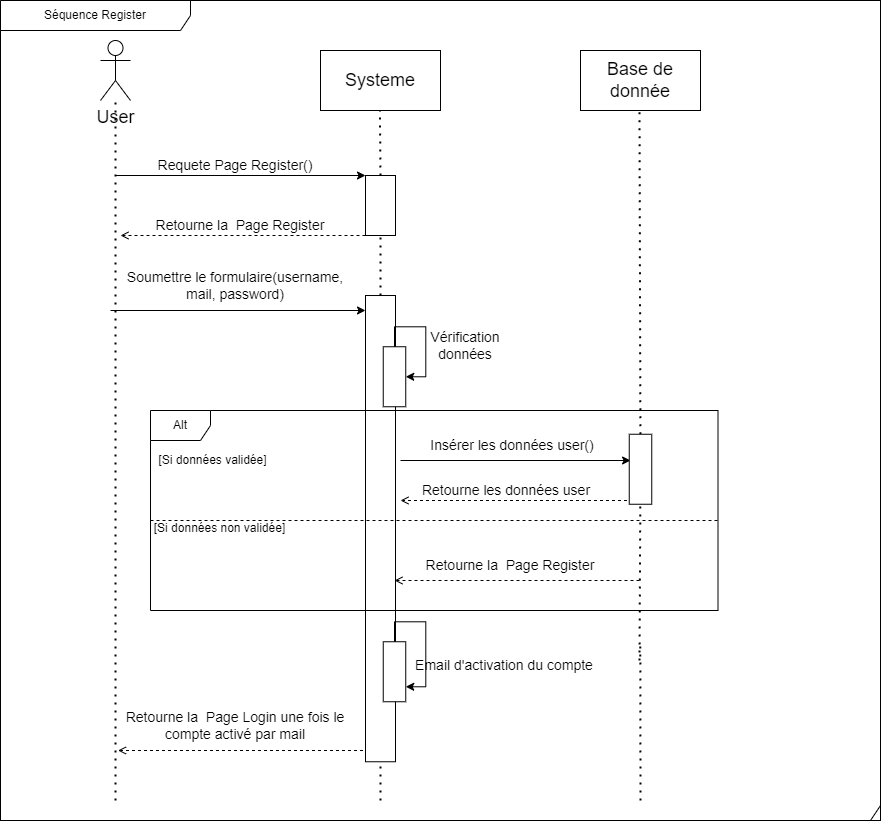 Séquence Register
User
Systeme
Base de
donnée
Requete Page Register()
Retourne la  Page Register
Soumettre le formulaire(username,
mail, password)
Vérification
données
Alt
[Si données validée]
Insérer les données user()
Retourne les données user
[Si données non validée]
Retourne la  Page Register
Email d'activation du compte
Retourne la  Page Login une fois le
compte activé par mail